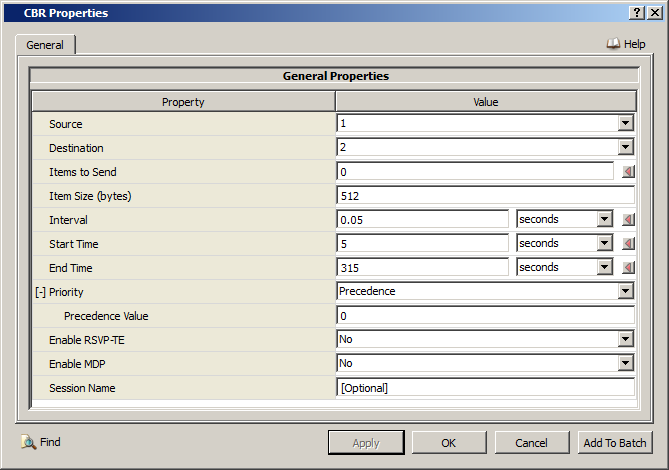 CBR Properties
General
Help
General Properties
Property Value
Source 1
Destination 2
Items to Send 0
Item Size (bytes) 512
Interval 0.05 seconds
Start Time 5 seconds
End Time 315 seconds
[-] Priority Precedence
Precedence Value 0
Enable RSVP-TE No
Enable MDP No
Session Name [Optional]
Find Apply OK Cancel Add To Batch